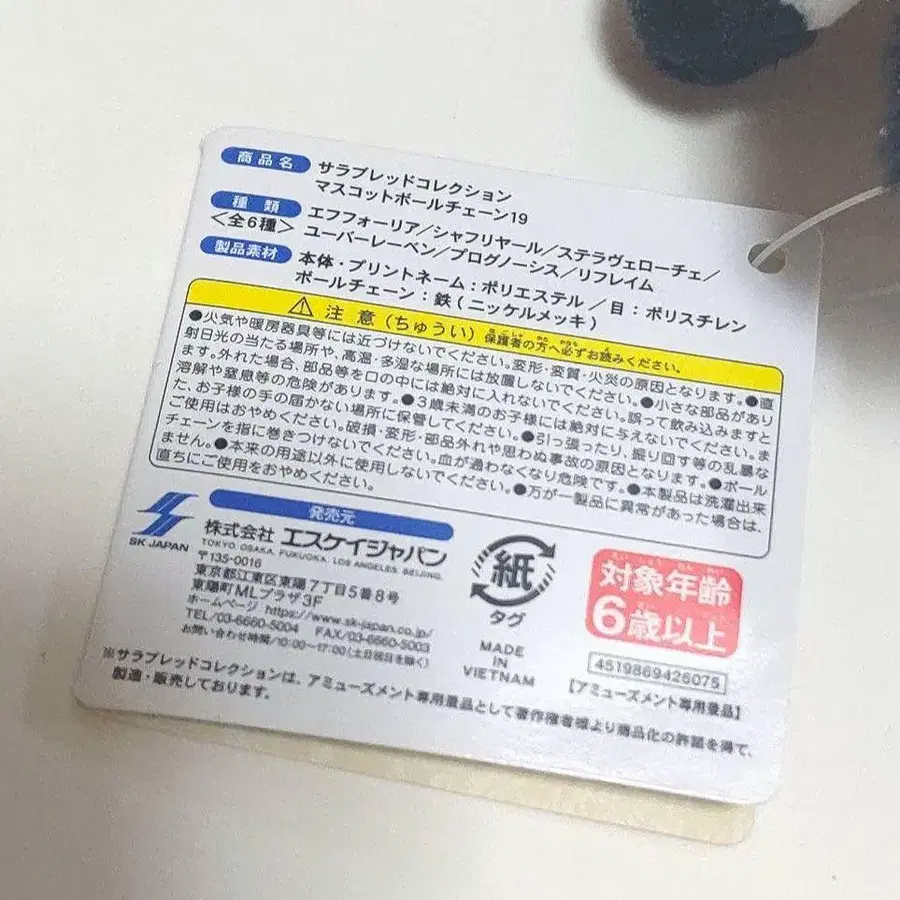 商品名 サラブレッドコレクション
マスコットボールチェーン19
種類 エフフォーリア/シャフリヤール/ステラヴェローチェ/
<全6種> ユーバーレーベン/プログノーシス/リフレイム
製品素材 本体・プリントネーム:ポリエステル/目:ポリスチレン
ボールチェーン:鉄(ニッケルメッキ)
注意(ちゅうい) 保護者の方へ必ずお読みください。
●火気や暖房器具等には近づけないでください。変形・変質・火災の原因となります。●直
射日光の当たる場所や、高温・多湿な場所には放置しないでください。●小さな部品があり
ます。外れた場合、部品等を口の中には絶対に入れないでください。誤って飲み込みますと
溶解や窒息等の危険があります。●3歳未満のお子様には絶対に与えないでください。ま
た、お子様の手の届かない場所に保管してください。●引っ張ったり、振り回す等の乱暴な
ご使用はおやめください。破損・変形・部品外れや思わぬ事故の原因となります。●ボール
チェーンを指に巻きつけないでください。血が通わなくなり危険です。●本製品は洗濯出来
ません。●本来の用途以外に使用しないでください。●万が一製品に異常があった場合は、
直ちにご使用をおやめください。
発売元
SK JAPAN
株式会社 エスケイジャパン
TOKYO, OSAKA, FUKUOKA, LOS ANGELES, BEIJING.
〒135-0016
東京都江東区東陽7丁目5番8号
東陽町MLプラザ3F
ホームページ https://www.sk-japan.co.jp/
TEL/03-6660-5004 FAX/03-6660-5003
お問い合わせ時間/10:00~17:00(土日祝日を除く)
紙
タグ
MADE
IN
VIETNAM
対象年齢
6歳以上
4519869426075
【アミューズメント専用景品】
※サラブレッドコレクションは、アミューズメント専用景品として著作権者様より商品化の許諾を得て、
製造・販売しております。